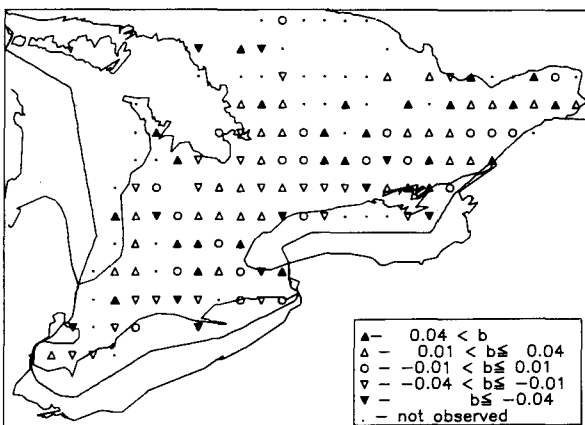 ▲— 0.04 < b
△ — 0.01 < b≦ 0.04
○ — −0.01 < b≦ 0.01
▽ — −0.04 < b≦ −0.01
▼ — b≦ −0.04
· — not observed